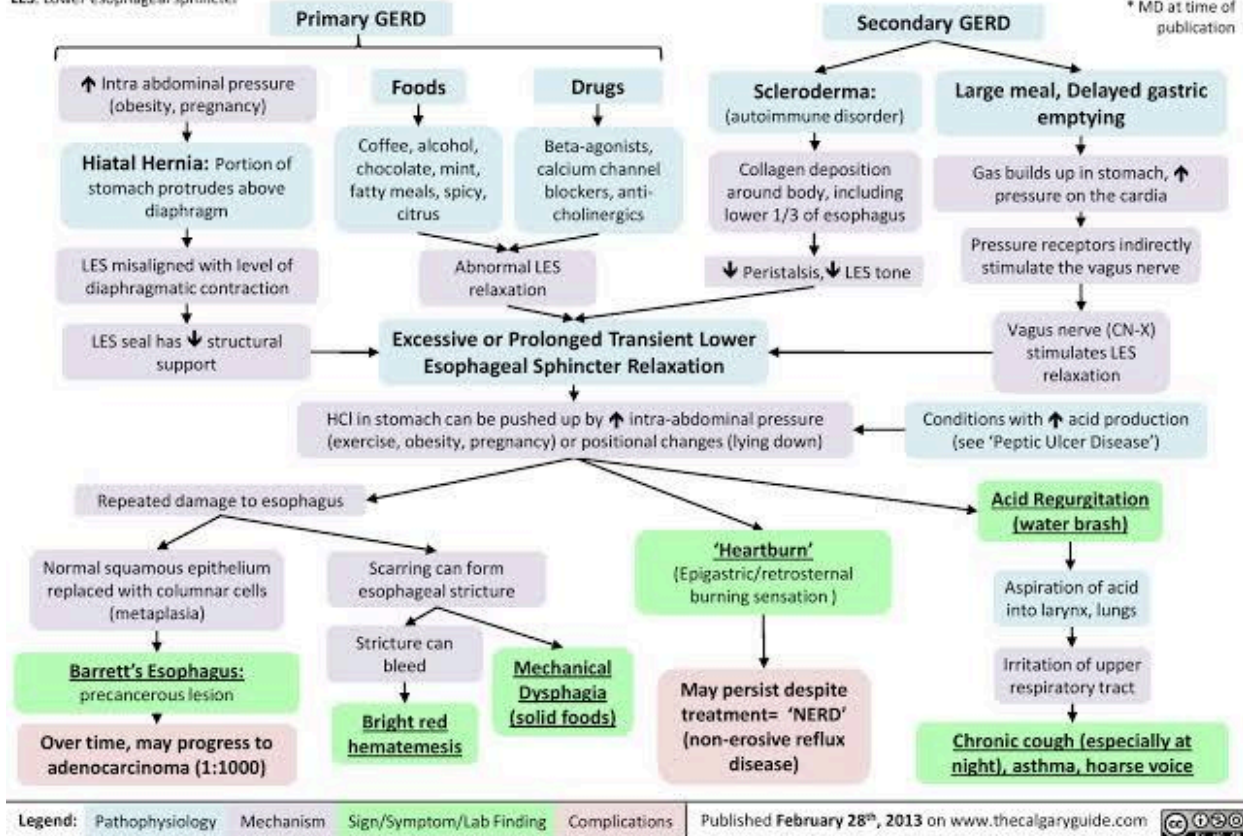 LES: Lower esophageal sphincter
* MD at time of
publication
Primary GERD
Secondary GERD
↑ Intra abdominal pressure
(obesity, pregnancy)
Hiatal Hernia: Portion of
stomach protrudes above
diaphragm
LES misaligned with level of
diaphragmatic contraction
LES seal has ↓ structural
support
Foods
Coffee, alcohol,
chocolate, mint,
fatty meals, spicy,
citrus
Drugs
Beta-agonists,
calcium channel
blockers, anti-
cholinergics
Abnormal LES
relaxation
Scleroderma:
(autoimmune disorder)
Collagen deposition
around body, including
lower 1/3 of esophagus
↓ Peristalsis, ↓ LES tone
Large meal, Delayed gastric
emptying
Gas builds up in stomach, ↑
pressure on the cardia
Pressure receptors indirectly
stimulate the vagus nerve
Vagus nerve (CN-X)
stimulates LES
relaxation
Excessive or Prolonged Transient Lower
Esophageal Sphincter Relaxation
HCl in stomach can be pushed up by ↑ intra-abdominal pressure
(exercise, obesity, pregnancy) or positional changes (lying down)
Conditions with ↑ acid production
(see 'Peptic Ulcer Disease')
Repeated damage to esophagus
Normal squamous epithelium
replaced with columnar cells
(metaplasia)
Barrett's Esophagus:
precancerous lesion
Over time, may progress to
adenocarcinoma (1:1000)
Scarring can form
esophageal stricture
Stricture can
bleed
Bright red
hematemesis
Mechanical
Dysphagia
(solid foods)
'Heartburn'
(Epigastric/retrosternal
burning sensation )
May persist despite
treatment= 'NERD'
(non-erosive reflux
disease)
Acid Regurgitation
(water brash)
Aspiration of acid
into larynx, lungs
Irritation of upper
respiratory tract
Chronic cough (especially at
night), asthma, hoarse voice
Legend: Pathophysiology Mechanism Sign/Symptom/Lab Finding Complications Published February 28th, 2013 on www.thecalgaryguide.com